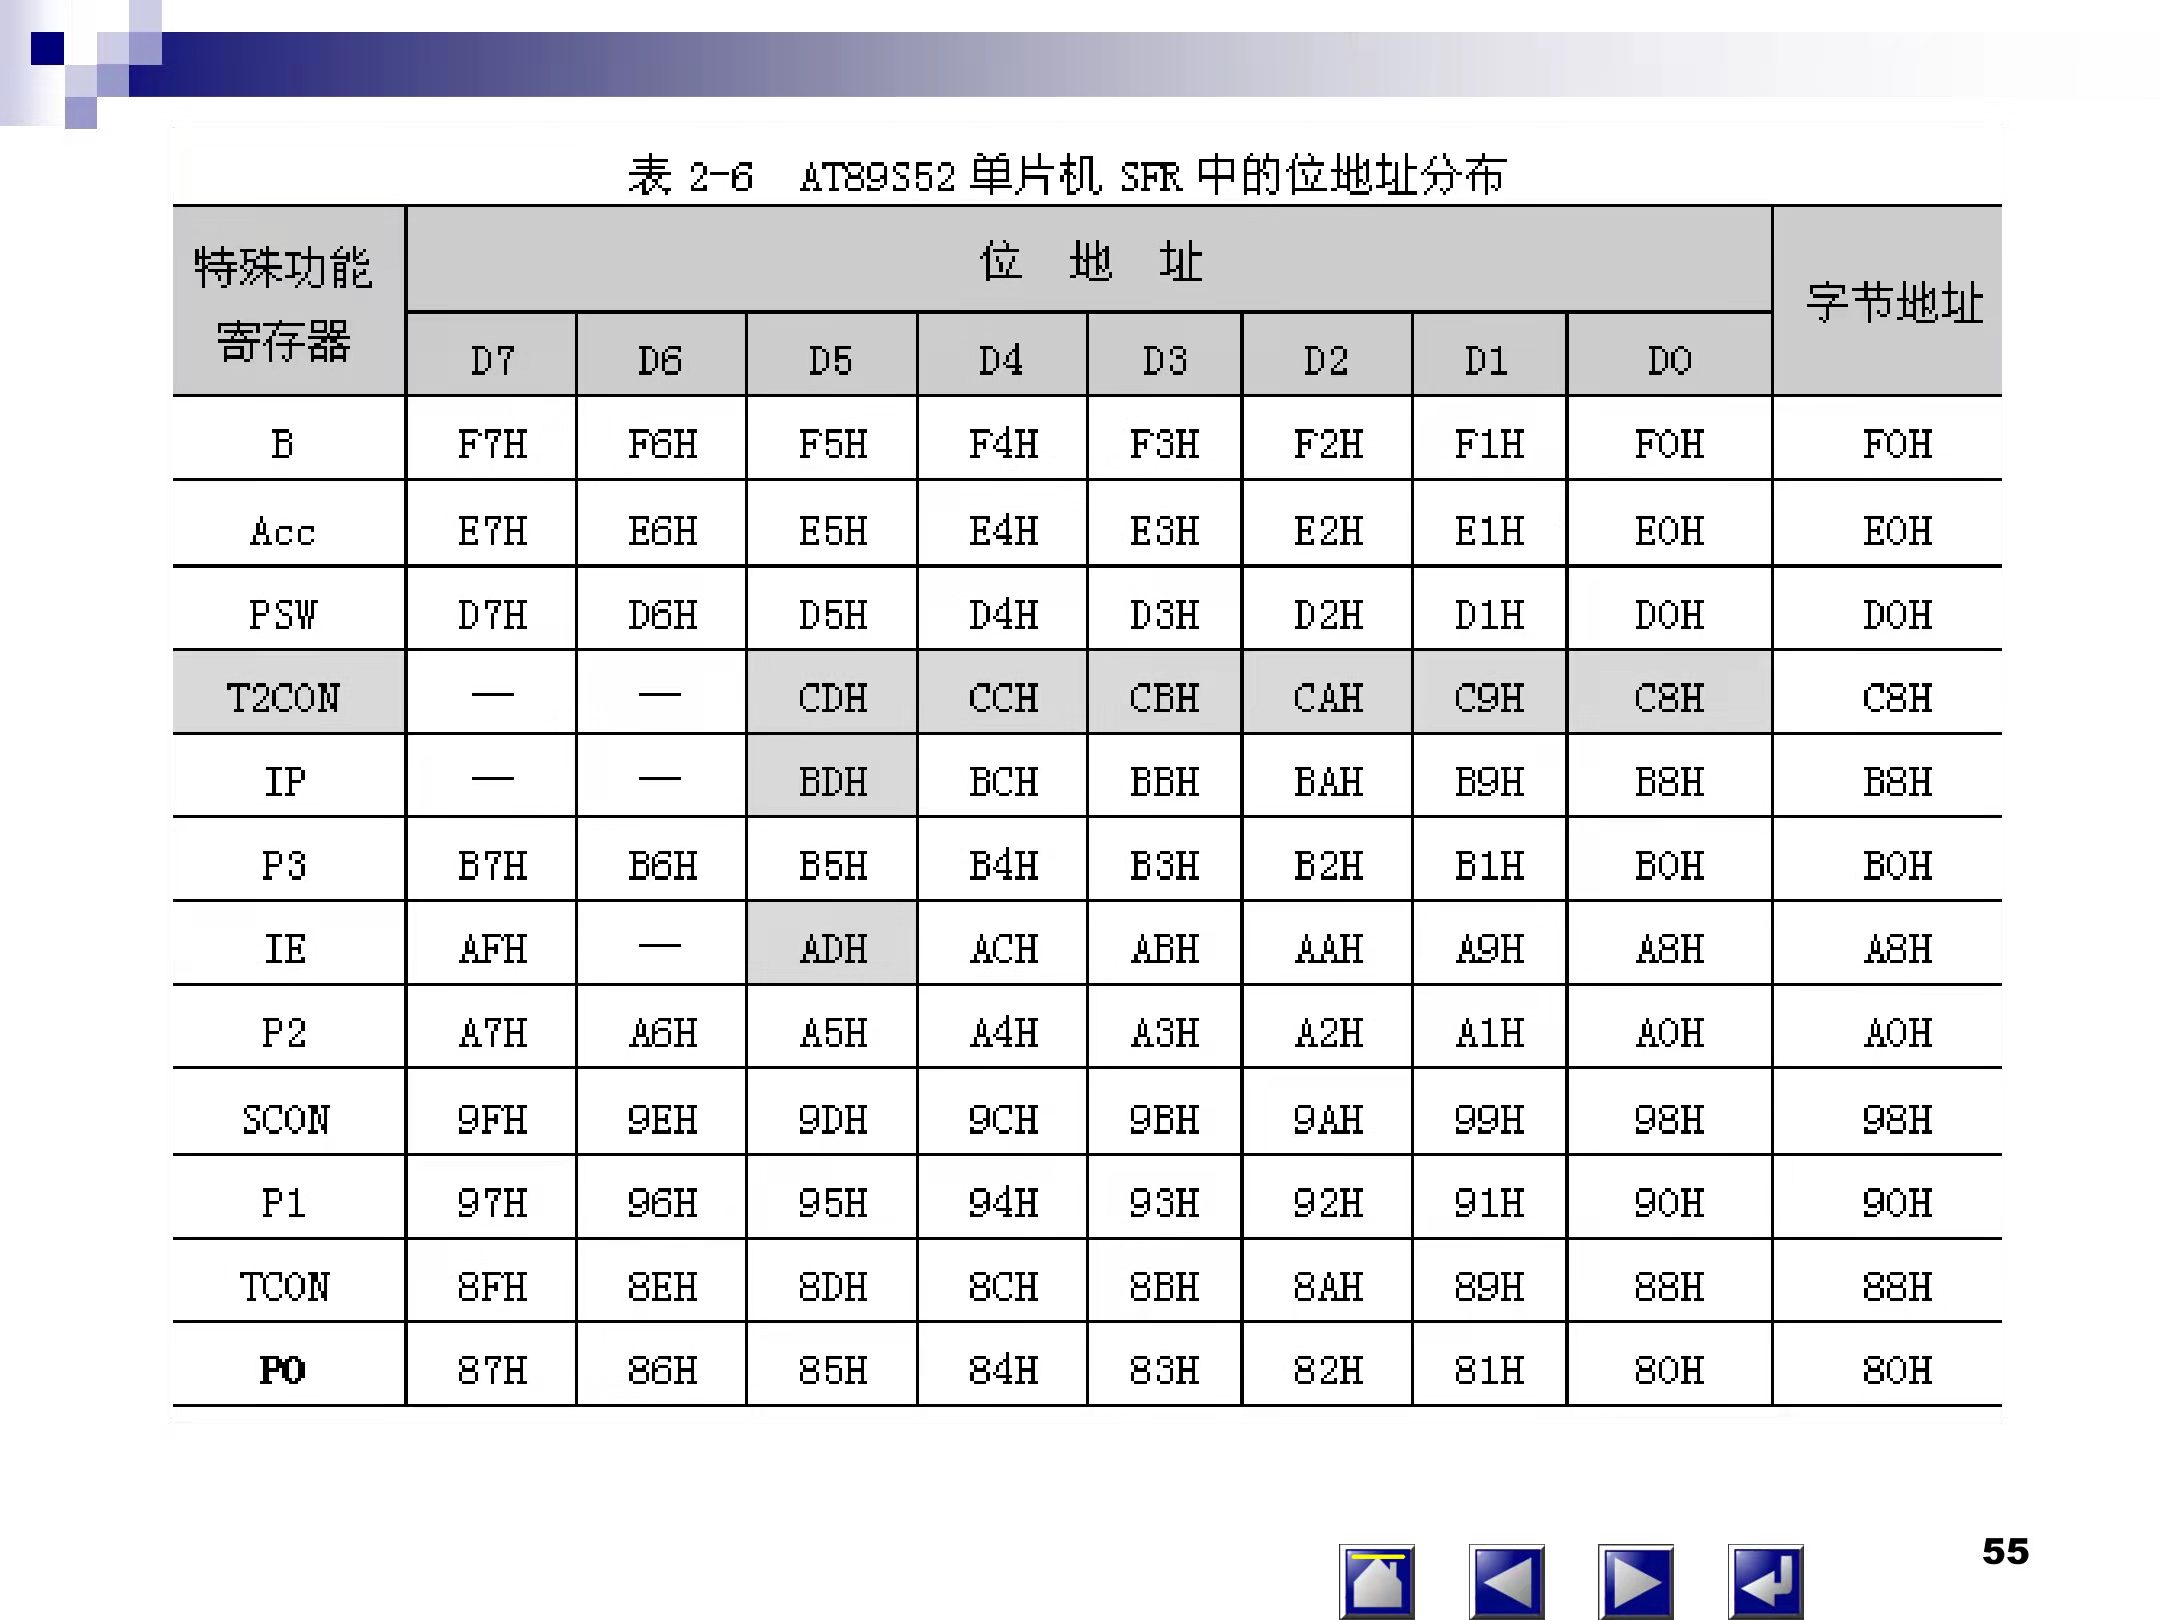 表 2-6 AT89S52 单片机 SFR 中的位地址分布
特殊功能寄存器 位 地 址 字节地址
D7 D6 D5 D4 D3 D2 D1 D0
B F7H F6H F5H F4H F3H F2H F1H F0H F0H
Acc E7H E6H E5H E4H E3H E2H E1H E0H E0H
PSW D7H D6H D5H D4H D3H D2H D1H D0H D0H
T2CON — — CDH CCH CBH CAH C9H C8H C8H
IP — — BDH BCH BBH BAH B9H B8H B8H
P3 B7H B6H B5H B4H B3H B2H B1H B0H B0H
IE AFH — ADH ACH ABH AAH A9H A8H A8H
P2 A7H A6H A5H A4H A3H A2H A1H A0H A0H
SCON 9FH 9EH 9DH 9CH 9BH 9AH 99H 98H 98H
P1 97H 96H 95H 94H 93H 92H 91H 90H 90H
TCON 8FH 8EH 8DH 8CH 8BH 8AH 89H 88H 88H
P0 87H 86H 85H 84H 83H 82H 81H 80H 80H
55